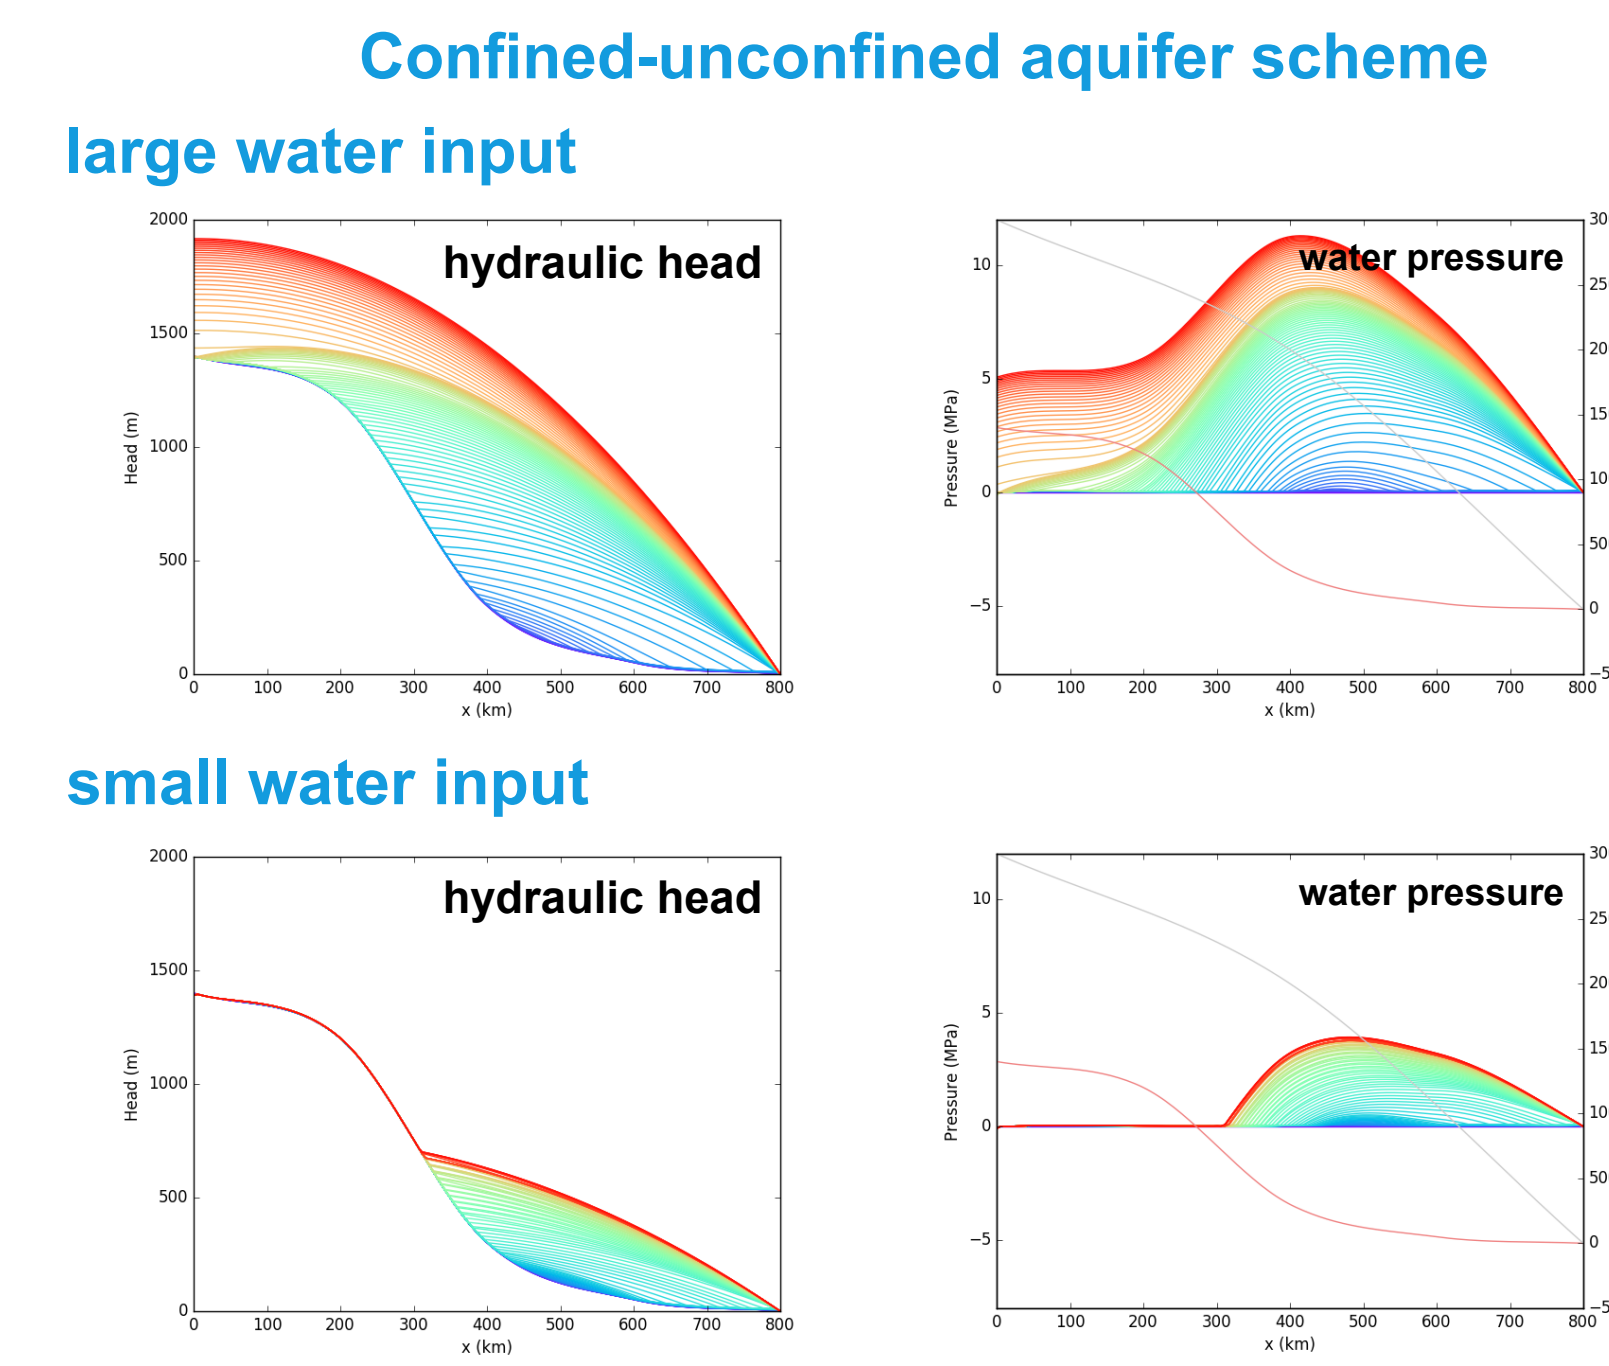 Confined-unconfined aquifer scheme
large water input
hydraulic head
2000
1500
1000
500
0
Head (m)
0 100 200 300 400 500 600 700 800
x (km)
water pressure
10
5
0
−5
Pressure (MPa)
30
25
20
15
10
50
0
−5
0 100 200 300 400 500 600 700 800
x (km)
small water input
hydraulic head
2000
1500
1000
500
0
Head (m)
0 100 200 300 400 500 600 700 800
x (km)
water pressure
10
5
0
−5
Pressure (MPa)
30
25
20
15
10
50
0
−5
0 100 200 300 400 500 600 700 800
x (km)